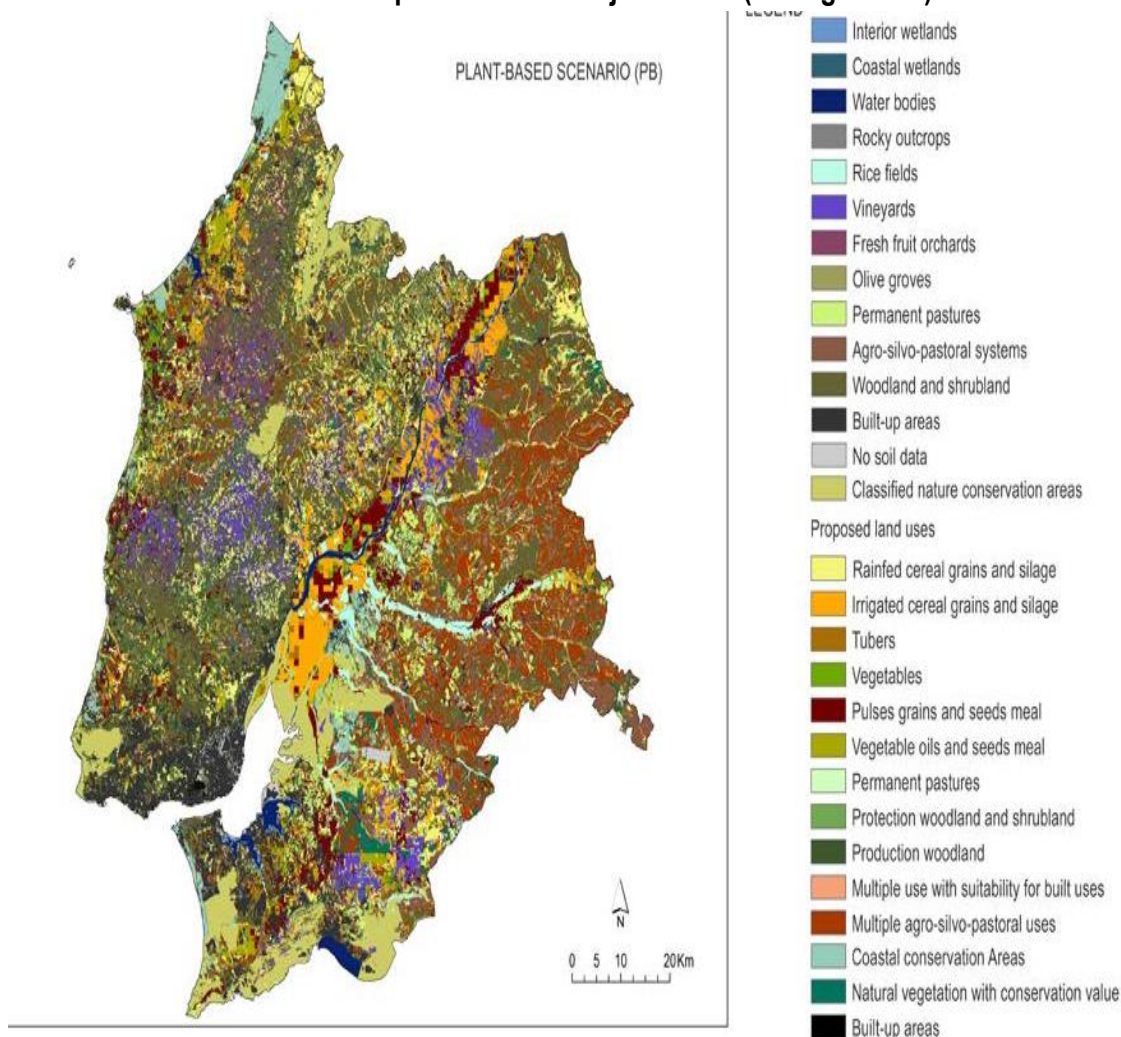 LEGEND
PLANT-BASED SCENARIO (PB)
Interior wetlands
Coastal wetlands
Water bodies
Rocky outcrops
Rice fields
Vineyards
Fresh fruit orchards
Olive groves
Permanent pastures
Agro-silvo-pastoral systems
Woodland and shrubland
Built-up areas
No soil data
Classified nature conservation areas
Proposed land uses
Rainfed cereal grains and silage
Irrigated cereal grains and silage
Tubers
Vegetables
Pulses grains and seeds meal
Vegetable oils and seeds meal
Permanent pastures
Protection woodland and shrubland
Production woodland
Multiple use with suitability for built uses
Multiple agro-silvo-pastoral uses
Coastal conservation Areas
Natural vegetation with conservation value
Built-up areas
N
0 5 10 20Km